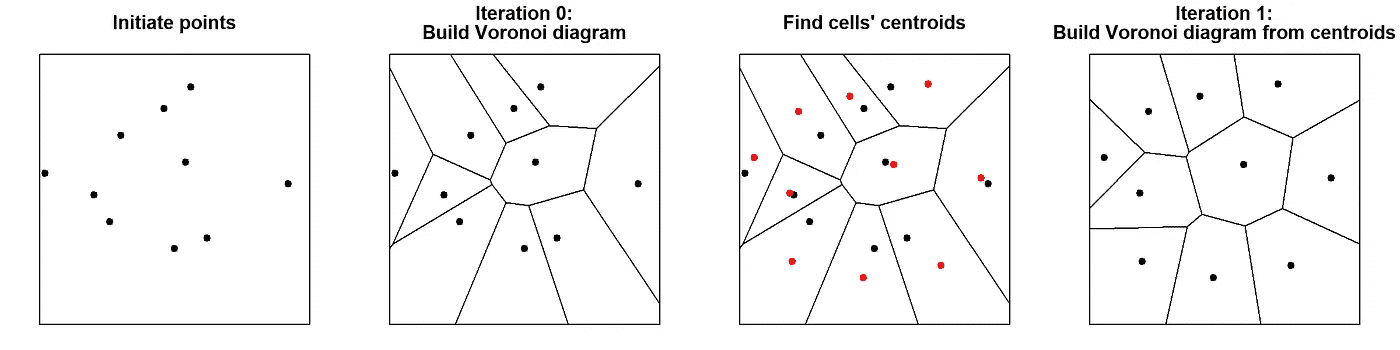 Initiate points
Iteration 0:
Build Voronoi diagram
Find cells' centroids
Iteration 1:
Build Voronoi diagram from centroids